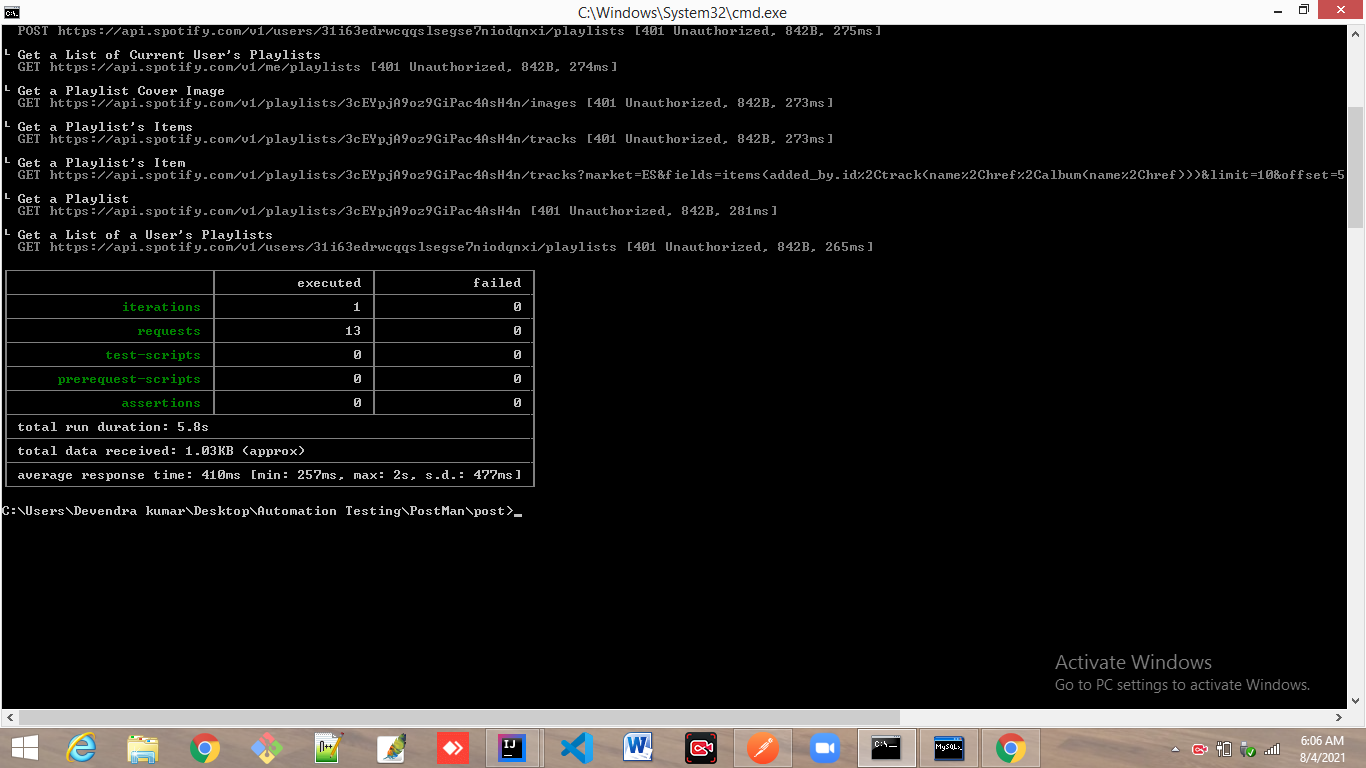 C:\Windows\System32\cmd.exe
POST https://api.spotify.com/v1/users/31i63edrwcqqslsegse7niodqnxi/playlists [401 Unauthorized, 842B, 275ms]
└ Get a List of Current User's Playlists
GET https://api.spotify.com/v1/me/playlists [401 Unauthorized, 842B, 274ms]
└ Get a Playlist Cover Image
GET https://api.spotify.com/v1/playlists/3cEYpjA9oz9GiPac4AsH4n/images [401 Unauthorized, 842B, 273ms]
└ Get a Playlist's Items
GET https://api.spotify.com/v1/playlists/3cEYpjA9oz9GiPac4AsH4n/tracks [401 Unauthorized, 842B, 273ms]
└ Get a Playlist's Item
GET https://api.spotify.com/v1/playlists/3cEYpjA9oz9GiPac4AsH4n/tracks?market=ES&fields=items(added_by.id%2Ctrack(name%2Chref%2Calbum(name%2Chref)))&limit=10&offset=5
└ Get a Playlist
GET https://api.spotify.com/v1/playlists/3cEYpjA9oz9GiPac4AsH4n [401 Unauthorized, 842B, 281ms]
└ Get a List of a User's Playlists
GET https://api.spotify.com/v1/users/31i63edrwcqqslsegse7niodqnxi/playlists [401 Unauthorized, 842B, 265ms]
executed failed
iterations 1 0
requests 13 0
test-scripts 0 0
prerequest-scripts 0 0
assertions 0 0
total run duration: 5.8s
total data received: 1.03KB (approx)
average response time: 410ms [min: 257ms, max: 2s, s.d.: 477ms]
C:\Users\Devendra kumar\Desktop\Automation Testing\PostMan\post>_
Activate Windows
Go to PC settings to activate Windows.
6:06 AM
8/4/2021